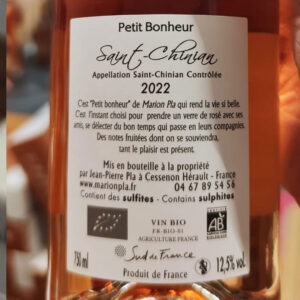 Petit Bonheur
Saint-Chinian
Appellation Saint-Chinian Contrôlée
2022
C'est "Petit bonheur" de Marion Pla qui rend la vie si belle.
C'est l'instant choisi pour prendre un verre de rosé avec ses
amis, se délecter du bon temps qui passe en leurs compagnies.
Des notes fruitées dont on se souviendra,
tant le plaisir est présent.
Mis en bouteille à la propriété
par Jean-Pierre Pla à Cessenon Hérault - France
www.marionpla.com 04 67 89 54 56
Contient des sulfites - Contains sulphites
VIN BIO
FR-BIO-01
AGRICULTURE FRANCE
AB
Sud de France
750 ml
12,5% vol
Produit de France